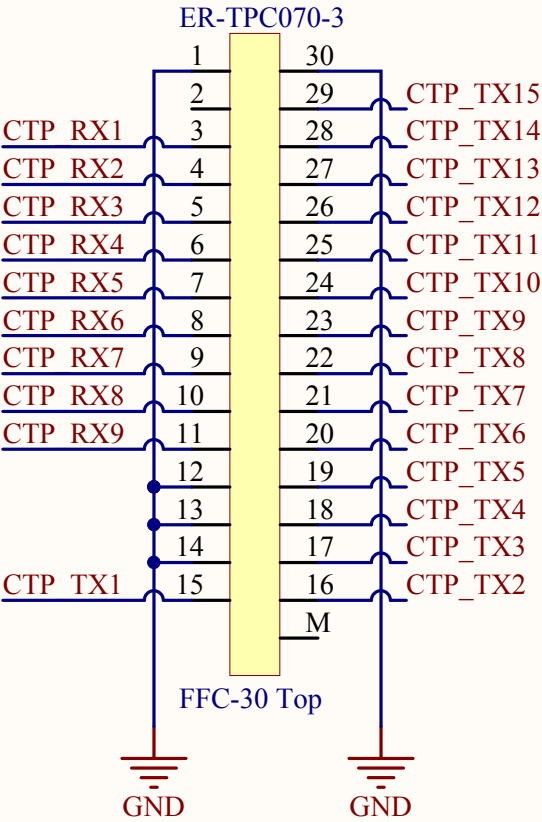 ER-TPC070-3
1 30
2 29 CTP_TX15
CTP_RX1 3 28 CTP_TX14
CTP_RX2 4 27 CTP_TX13
CTP_RX3 5 26 CTP_TX12
CTP_RX4 6 25 CTP_TX11
CTP_RX5 7 24 CTP_TX10
CTP_RX6 8 23 CTP_TX9
CTP_RX7 9 22 CTP_TX8
CTP_RX8 10 21 CTP_TX7
CTP_RX9 11 20 CTP_TX6
12 19 CTP_TX5
13 18 CTP_TX4
14 17 CTP_TX3
CTP_TX1 15 16 CTP_TX2
M
FFC-30 Top
GND GND